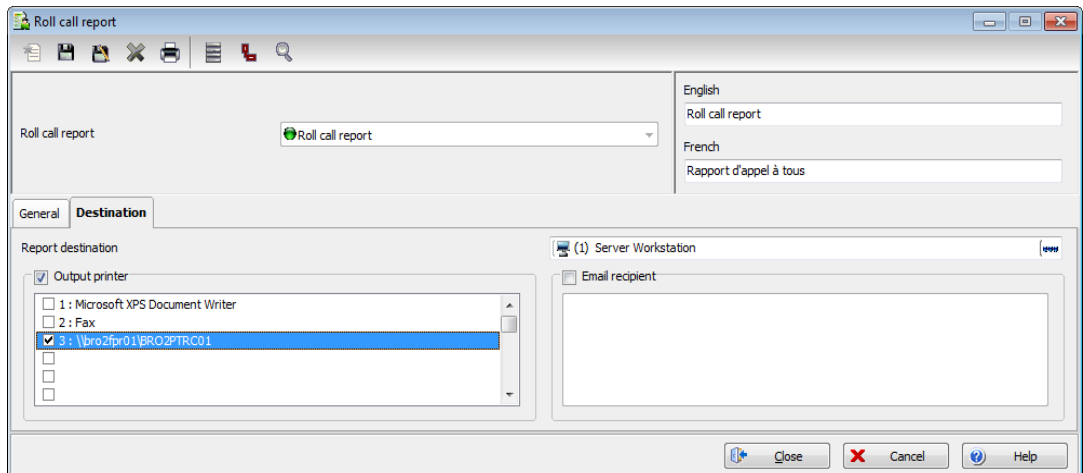 Roll call report
English
Roll call report
Roll call report
Roll call report
French
Rapport d'appel à tous
General
Destination
Report destination
(1) Server Workstation
Output printer
Email recipient
1 : Microsoft XPS Document Writer
2 : Fax
3 : \\bro2fpr01\BRO2PTRC01
Close
Cancel
Help